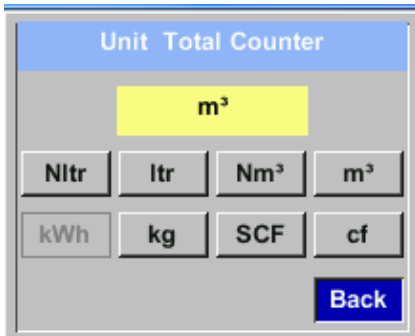 Unit Total Counter
m³
Nltr ltr Nm³ m³
kWh kg SCF cf
Back